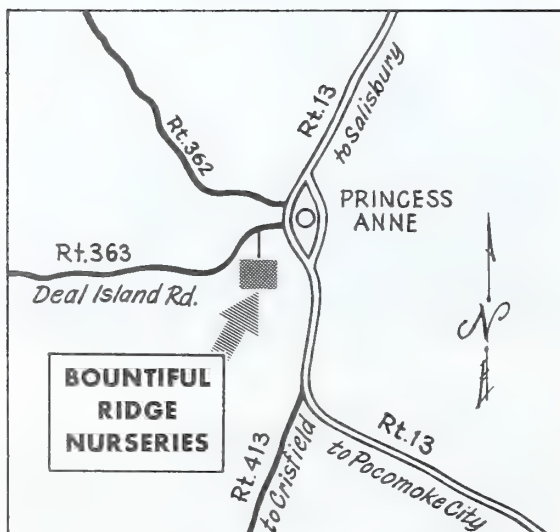 Rt.13
to Salisbury
Rt.362
PRINCESS
ANNE
Rt.363
Deal Island Rd.
N
BOUNTIFUL
RIDGE
NURSERIES
Rt.413
to Crisfield
Rt.13
to Pocomoke City